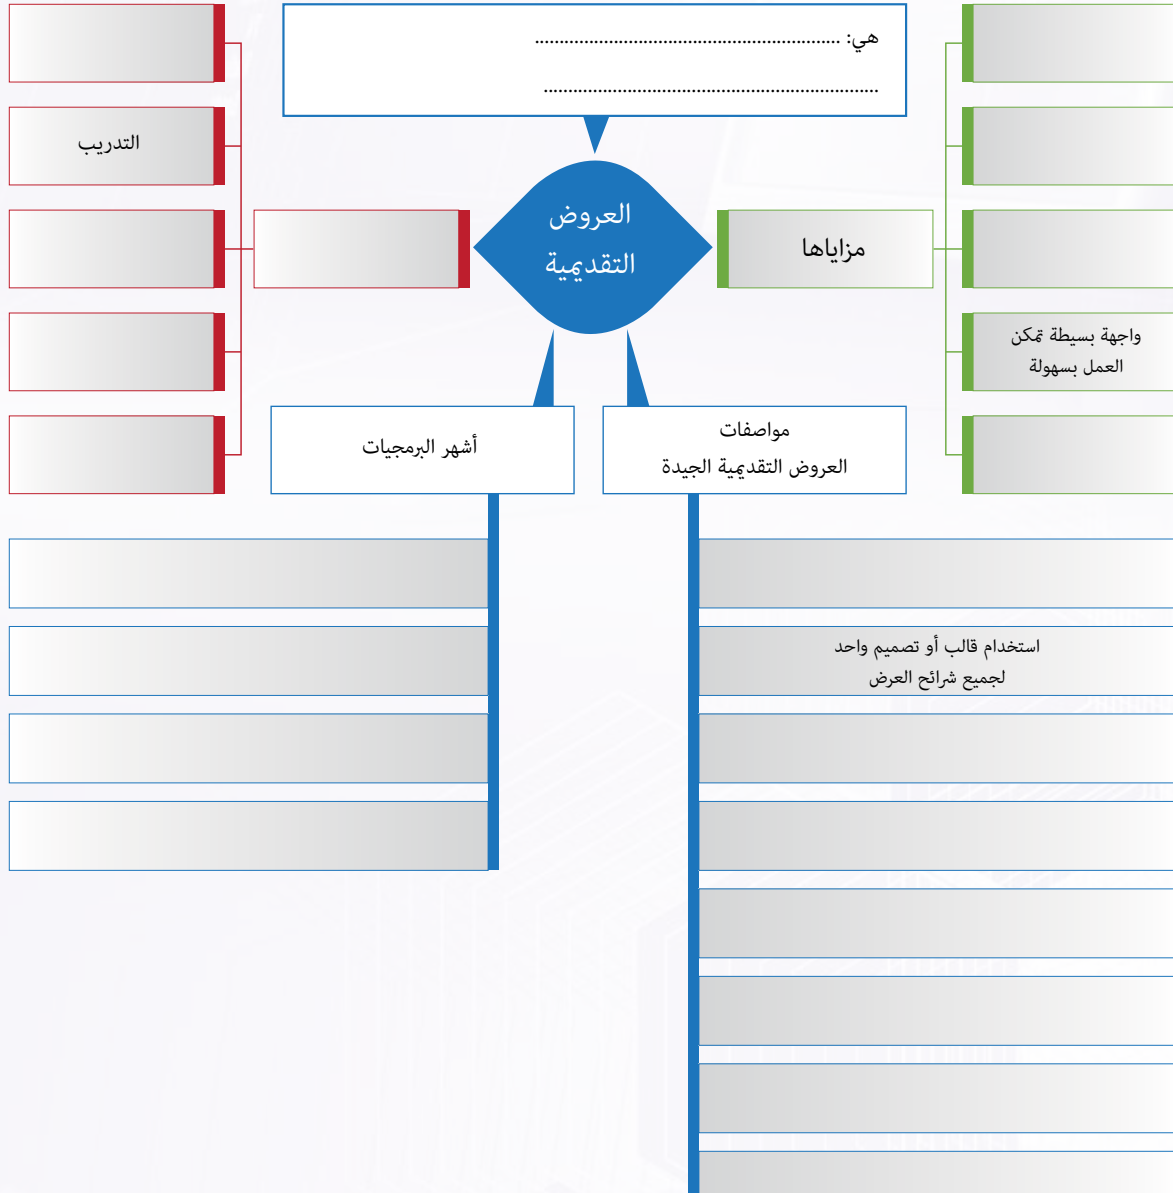 هي: ...............................................................
.....................................................................
التدريب
العروض
التقديمية
مزاياها
واجهة بسيطة تمكن
العمل بسهولة
مواصفات
العروض التقديمية الجيدة
أشهر البرمجيات
استخدام قالب أو تصميم واحد
لجميع شرائح العرض